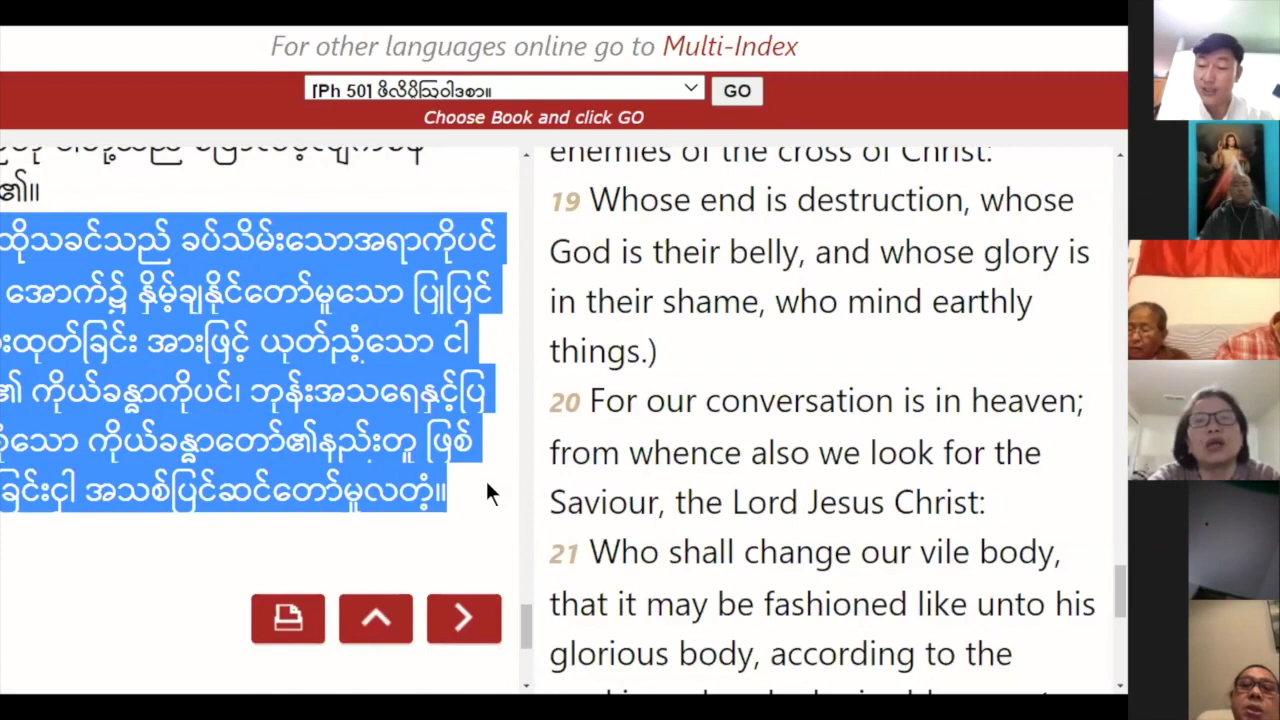 For other languages online go to Multi-Index
[Ph 50] ဖိလိပ္ပိဩဝါဒစာ။
GO
Choose Book and click GO
၏။
ထိုသခင်သည် ခပ်သိမ်းသောအရာကိုပင်
အောက်၌ နှိမ့်ချနိုင်တော်မူသော ပြုပြင်
ထုတ်ခြင်း အားဖြင့် ယုတ်ညံ့သော ငါ
၏ ကိုယ်ခန္ဓာကိုပင်၊ ဘုန်းအသရေနှင့်ပြ
ကိုယ်ခန္ဓာတော်၏နည်းတူ ဖြစ်
အသစ်ပြင်ဆင်တော်မူလတံ့။
enemies of the cross of Christ:
19 Whose end is destruction, whose
God is their belly, and whose glory is
in their shame, who mind earthly
things.)
20 For our conversation is in heaven;
from whence also we look for the
Saviour, the Lord Jesus Christ:
21 Who shall change our vile body,
that it may be fashioned like unto his
glorious body, according to the